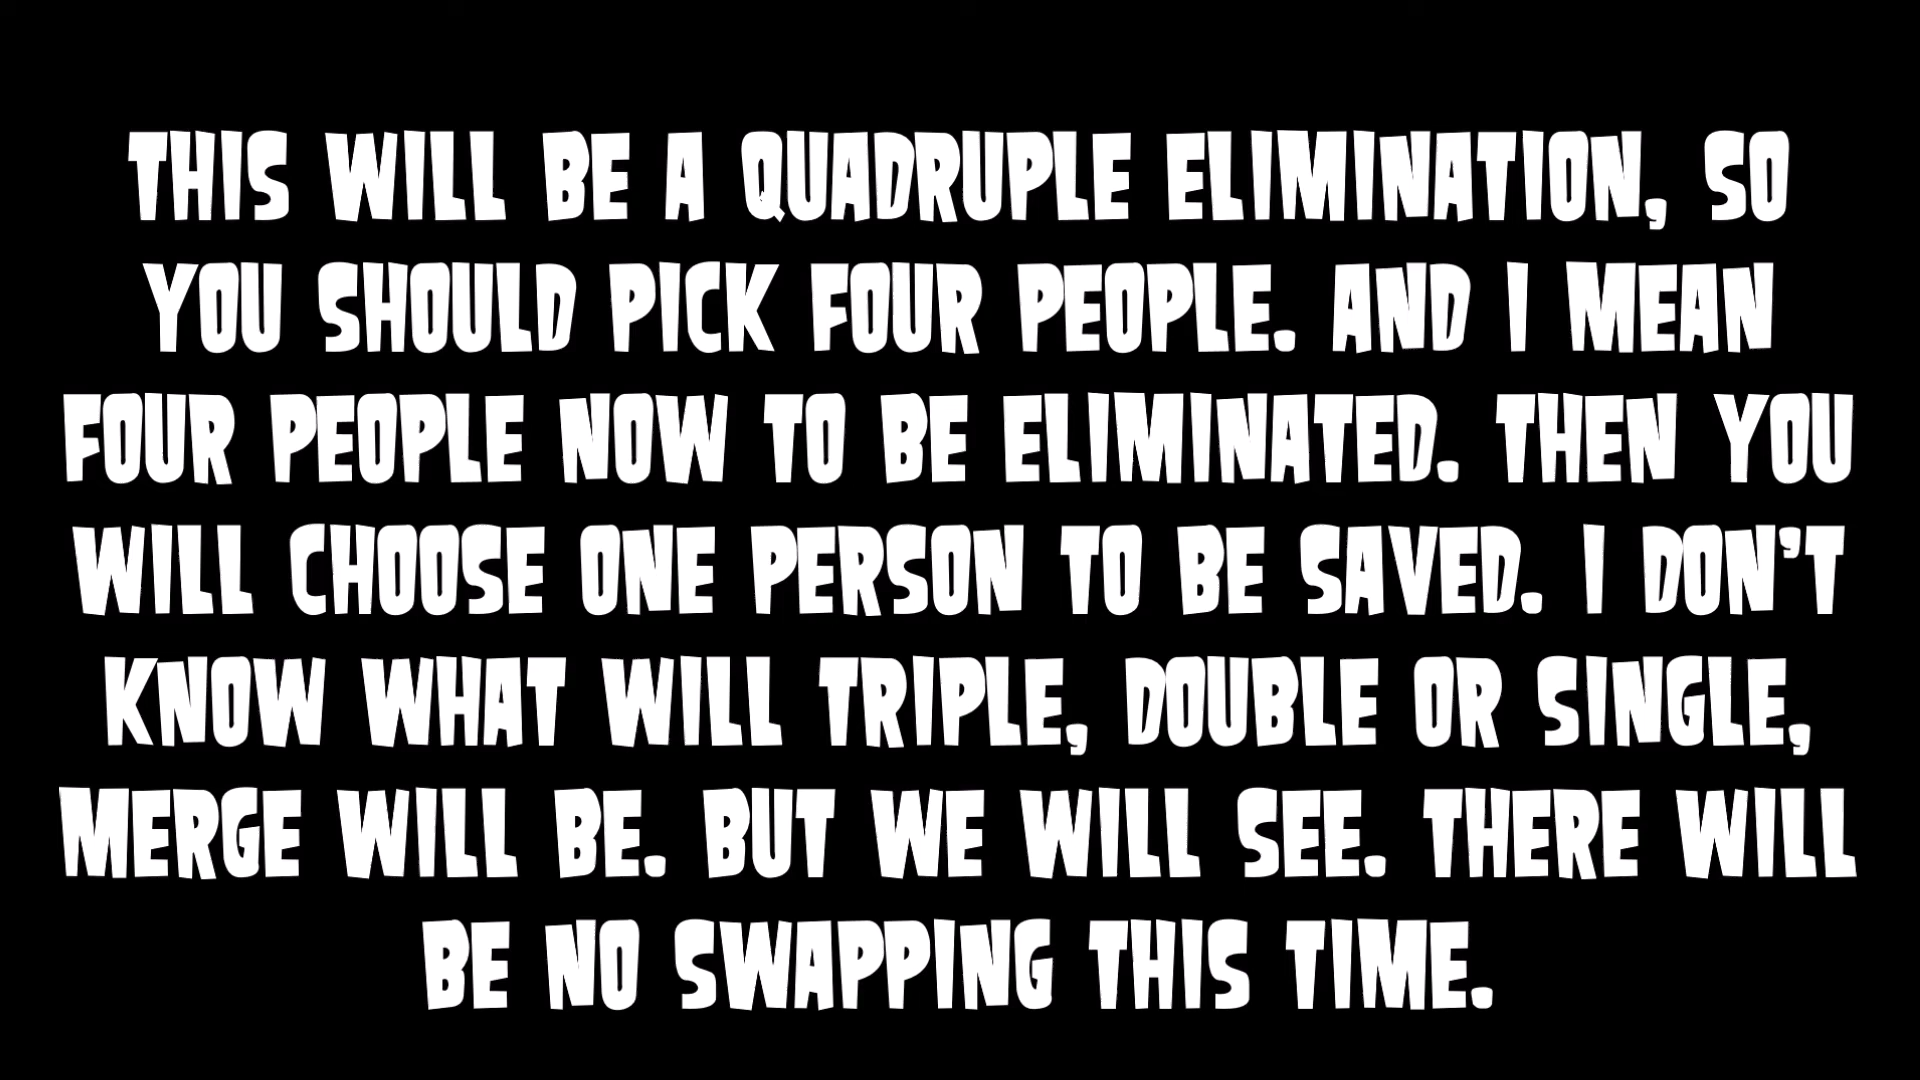 THIS WILL BE A QUADRUPLE ELIMINATION, SO
YOU SHOULD PICK FOUR PEOPLE. AND I MEAN
FOUR PEOPLE NOW TO BE ELIMINATED. THEN YOU
WILL CHOOSE ONE PERSON TO BE SAVED. I DON'T
KNOW WHAT WILL TRIPLE, DOUBLE OR SINGLE,
MERGE WILL BE. BUT WE WILL SEE. THERE WILL
BE NO SWAPPING THIS TIME.